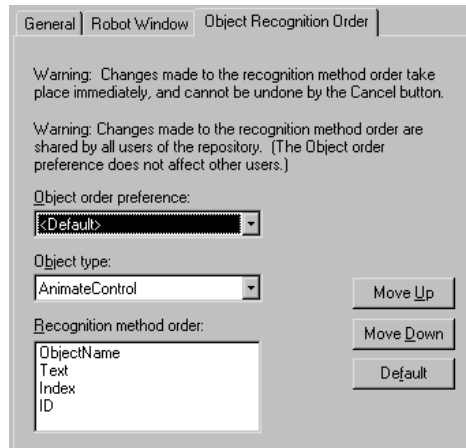 General Robot Window Object Recognition Order
Warning: Changes made to the recognition method order take
place immediately, and cannot be undone by the Cancel button.
Warning: Changes made to the recognition method order are
shared by all users of the repository. (The Object order
preference does not affect other users.)
Object order preference:
<Default>
Object type:
AnimateControl
Recognition method order:
ObjectName
Text
Index
ID
Move Up
Move Down
Default